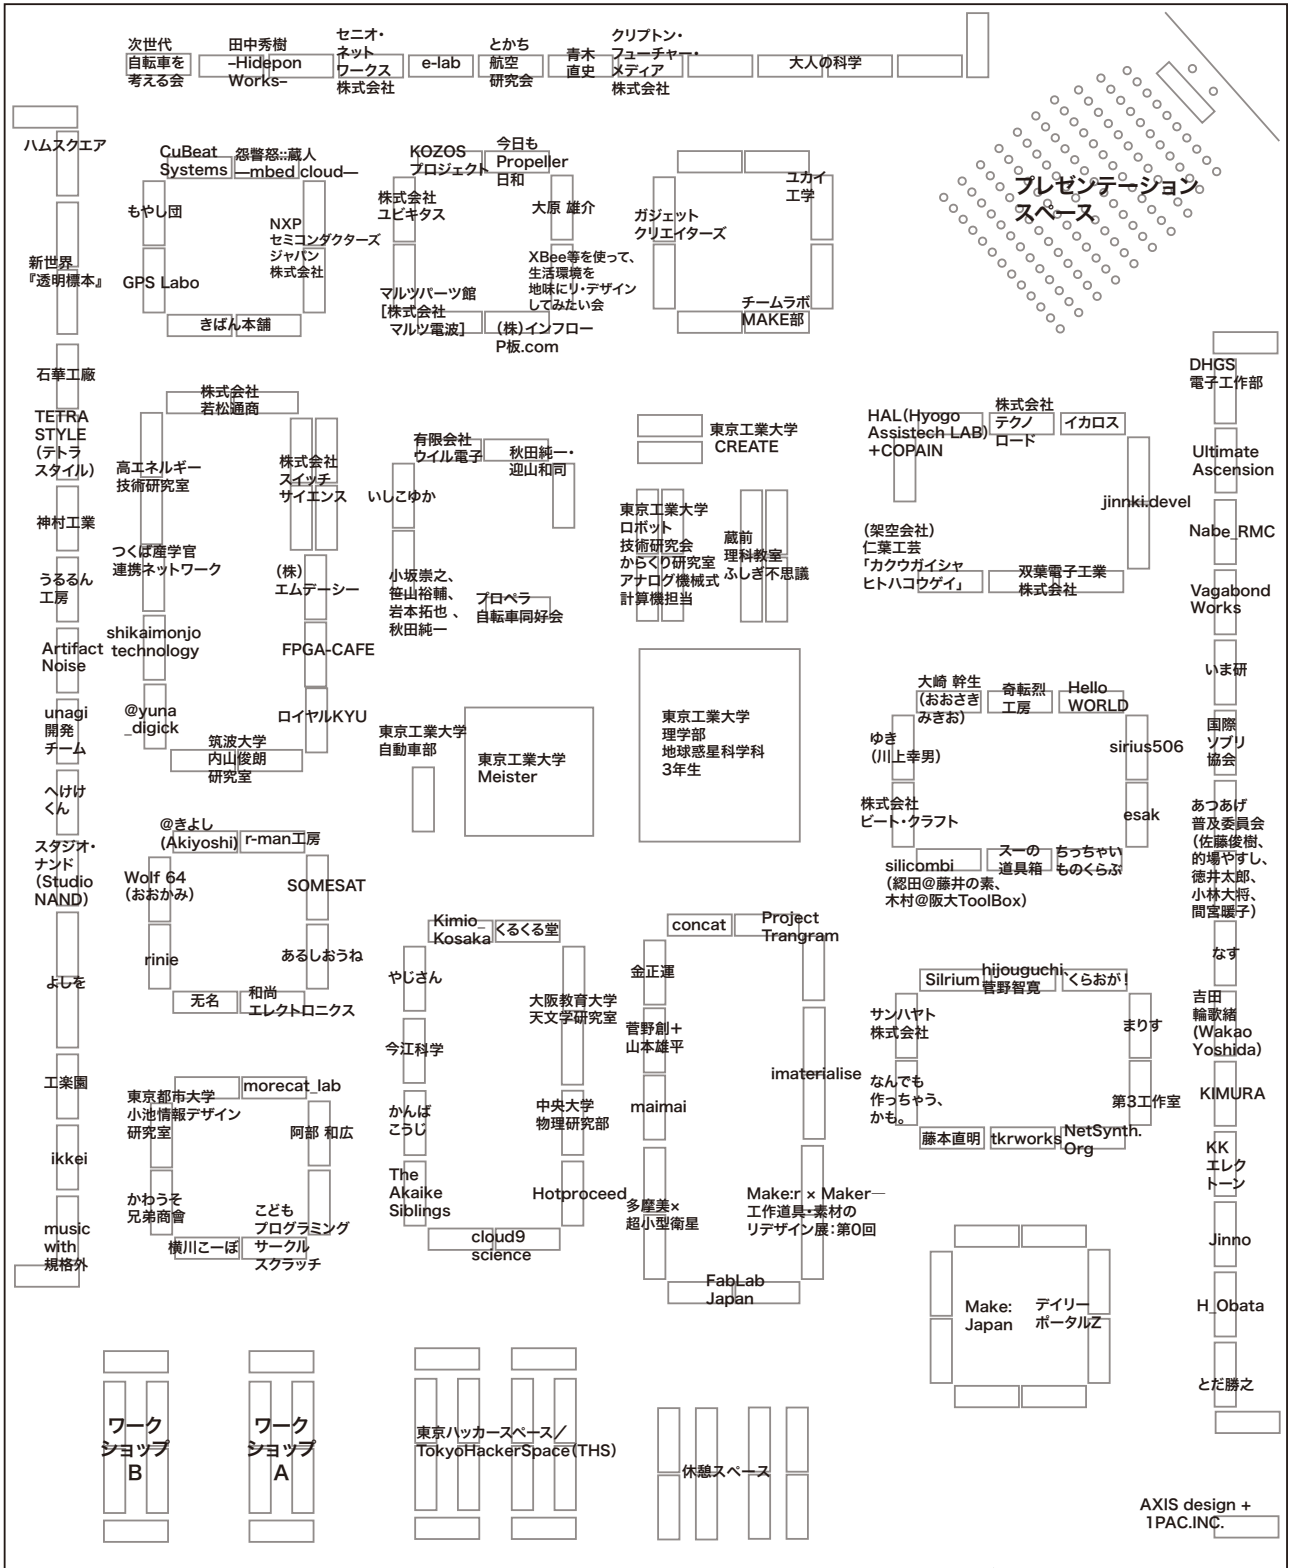 次世代
自転車を
考える会
田中秀樹
–Hidepon
Works–
セニオ・
ネット
ワークス
株式会社
e-lab
とかち
航空
研究会
青木
直史
クリプトン・
フューチャー・
メディア
株式会社
大人の科学
プレゼンテーション
スペース
ハムスクエア
新世界
『透明標本』
石華工廠
TETRA
STYLE
(テトラ
スタイル)
神村工業
うるるん
工房
Artifact
Noise
unagi
開発
チーム
へけけ
くん
スタジオ・
ナンド
(Studio
NAND)
よしを
工楽園
ikkei
music
with
規格外
CuBeat
Systems
怨瞥怒::蔵人
—mbed cloud—
もやし団
NXP
セミコンダクターズ
ジャパン
株式会社
GPS Labo
きばん本舗
KOZOS
プロジェクト
今日も
Propeller
日和
株式会社
ユビキタス
大原 雄介
XBee等を使って、
生活環境を
地味にリ・デザイン
してみたい会
マルツパーツ館
[株式会社
マルツ電波]
(株)インフロー
P板.com
ユカイ
工学
ガジェット
クリエイターズ
チームラボ
MAKE部
株式会社
若松通商
高エネルギー
技術研究室
株式会社
スイッチ
サイエンス
つくば産学官
連携ネットワーク
(株)
エムデーシー
shikaimonjo
technology
FPGA-CAFE
@yuna
_digick
ロイヤルKYU
筑波大学
内山俊朗
研究室
有限会社
ウイル電子
秋田純一・
迎山和司
いしこゆか
小坂崇之、
笹山裕輔、
岩本拓也 、
秋田純一
プロペラ
自転車同好会
東京工業大学
CREATE
東京工業大学
ロボット
技術研究会
からくり研究室
アナログ機械式
計算機担当
蔵前
理科教室
ふしぎ不思議
東京工業大学
自動車部
東京工業大学
Meister
東京工業大学
理学部
地球惑星科学科
3年生
HAL(Hyogo
Assistech LAB)
+COPAIN
株式会社
テクノ
ロード
イカロス
jinnki.devel
(架空会社)
仁葉工芸
「カクウガイシャ
ヒトハコウゲイ」
双葉電子工業
株式会社
大崎 幹生
(おおさき
みきお)
奇転烈
工房
Hello
WORLD
ゆき
(川上幸男)
sirius506
株式会社
ビート・クラフト
esak
silicombi
(綛田@藤井の素、
木村@阪大ToolBox)
スーの
道具箱
ちっちゃい
ものくらぶ
DHGS
電子工作部
Ultimate
Ascension
Nabe_RMC
Vagabond
Works
いま研
国際
ソブリ
協会
あつあげ
普及委員会
(佐藤俊樹、
的場やすし、
徳井太郎、
小林大将、
間宮暖子)
なす
吉田
輪歌緒
(Wakao
Yoshida)
KIMURA
KK
エレク
トーン
Jinno
H_Obata
とだ勝之
@きよし
(Akiyoshi)
r-man工房
Wolf 64
(おおかみ)
SOMESAT
rinie
あるしおうね
无名
和尚
エレクトロニクス
東京都市大学
小池情報デザイン
研究室
morecat_lab
阿部 和広
かわうそ
兄弟商會
こども
プログラミング
サークル
スクラッチ
横川こーぼ
Kimio_
Kosaka
くるくる堂
やじさん
大阪教育大学
天文学研究室
今江科学
かんば
こうじ
中央大学
物理研究部
The
Akaike
Siblings
Hotproceed
cloud9
science
concat
Project
Trangram
金正運
菅野創+
山本雄平
imaterialise
maimai
多摩美×
超小型衛星
Make:r × Maker—
工作道具・素材の
リデザイン展:第0回
FabLab
Japan
Silrium
hijouguchi、
菅野智寛
くらおが!
サンハヤト
株式会社
まりす
なんでも
作っちゃう、
かも。
第3工作室
藤本直明
tkrworks
NetSynth.
Org
Make:
Japan
デイリー
ポータルZ
ワーク
ショップ
B
ワーク
ショップ
A
東京ハッカースペース/
TokyoHackerSpace(THS)
休憩スペース
AXIS design +
1PAC.INC.